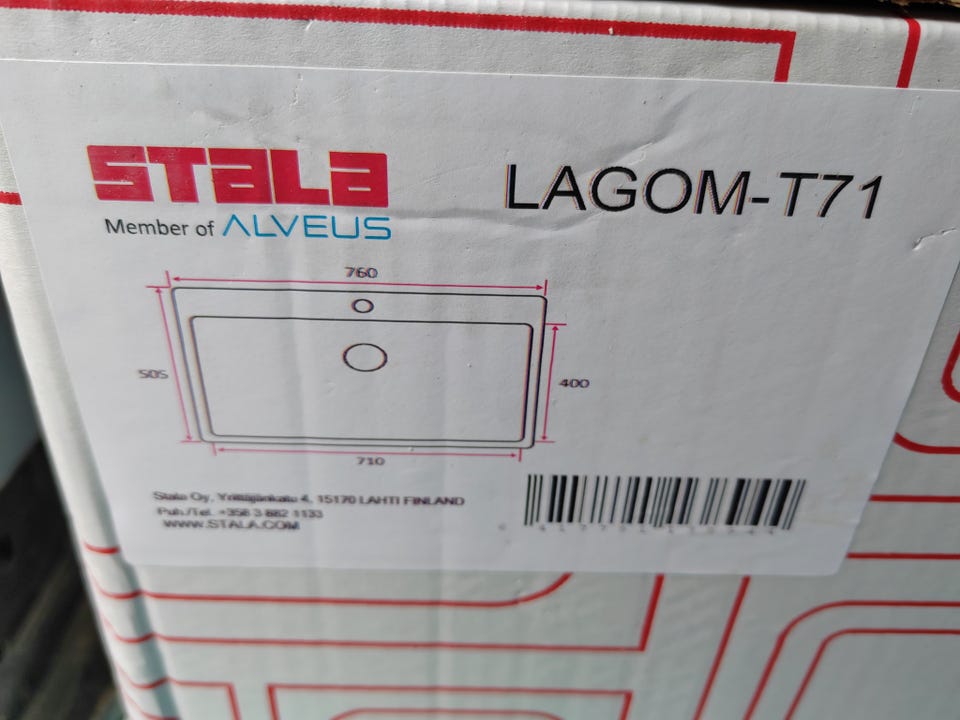 STALA
Member of ALVEUS
LAGOM-T71
760
505
400
710
Stala Oy, Yrittäjänkatu 4, 15170 LAHTI FINLAND
Puh./Tel. +358 3 882 1133
WWW.STALA.COM